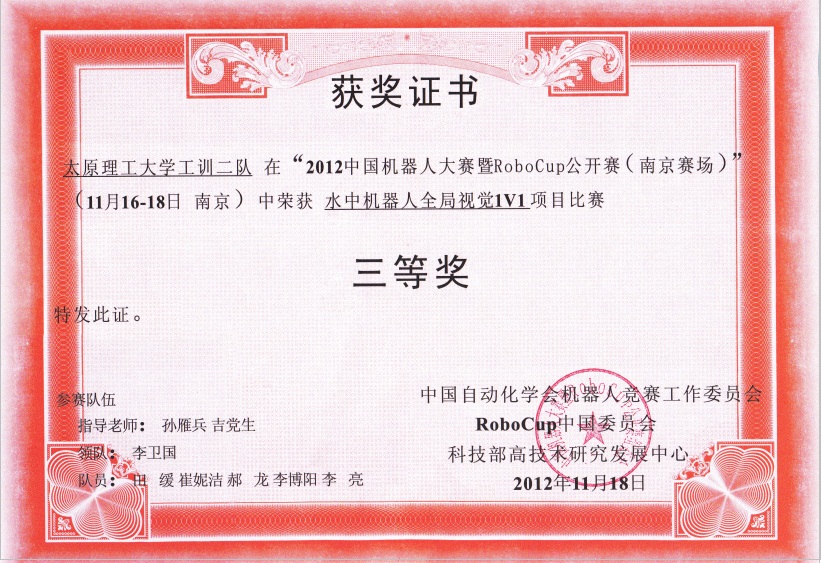 获奖证书
太原理工大学工训二队 在“2012中国机器人大赛暨RoboCup公开赛（南京赛场）”
（11月16-18日 南京）中荣获 水中机器人全局视觉1V1项目比赛
三等奖
特发此证。
参赛队伍
指导老师： 孙雁兵 吉党生
领队： 李卫国
队员： 田 缓 崔妮洁 郝 龙 李博阳 李 亮
中国自动化学会机器人竞赛工作委员会
RoboCup中国委员会
科技部高技术研究发展中心
2012年11月18日